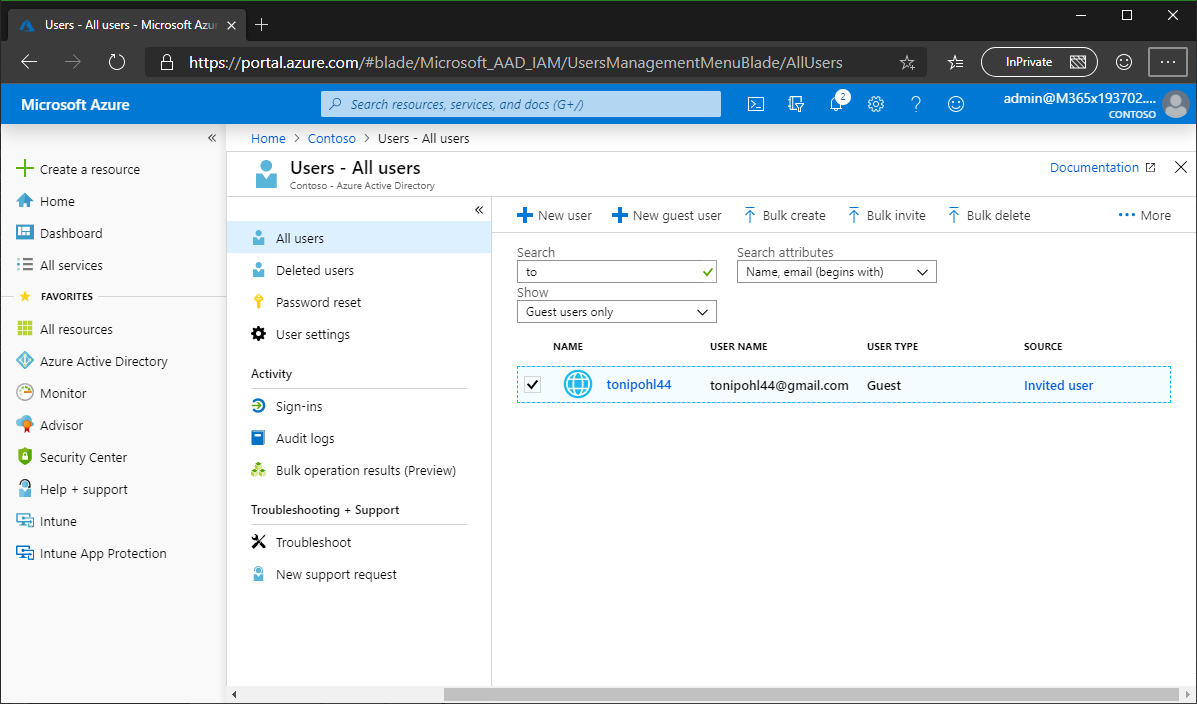 Users - All users - Microsoft Azu
https://portal.azure.com/#blade/Microsoft_AAD_IAM/UsersManagementMenuBlade/AllUsers
InPrivate
Microsoft Azure
Search resources, services, and docs (G+/)
2
admin@M365x193702....
CONTOSO
Create a resource
Home
Dashboard
All services
FAVORITES
All resources
Azure Active Directory
Monitor
Advisor
Security Center
Help + support
Intune
Intune App Protection
Home > Contoso > Users - All users
Users - All users
Contoso - Azure Active Directory
Documentation
All users
Deleted users
Password reset
User settings
Activity
Sign-ins
Audit logs
Bulk operation results (Preview)
Troubleshooting + Support
Troubleshoot
New support request
New user New guest user Bulk create Bulk invite Bulk delete More
Search Search attributes
to Name, email (begins with)
Show
Guest users only
NAME USER NAME USER TYPE SOURCE
tonipohl44 tonipohl44@gmail.com Guest Invited user